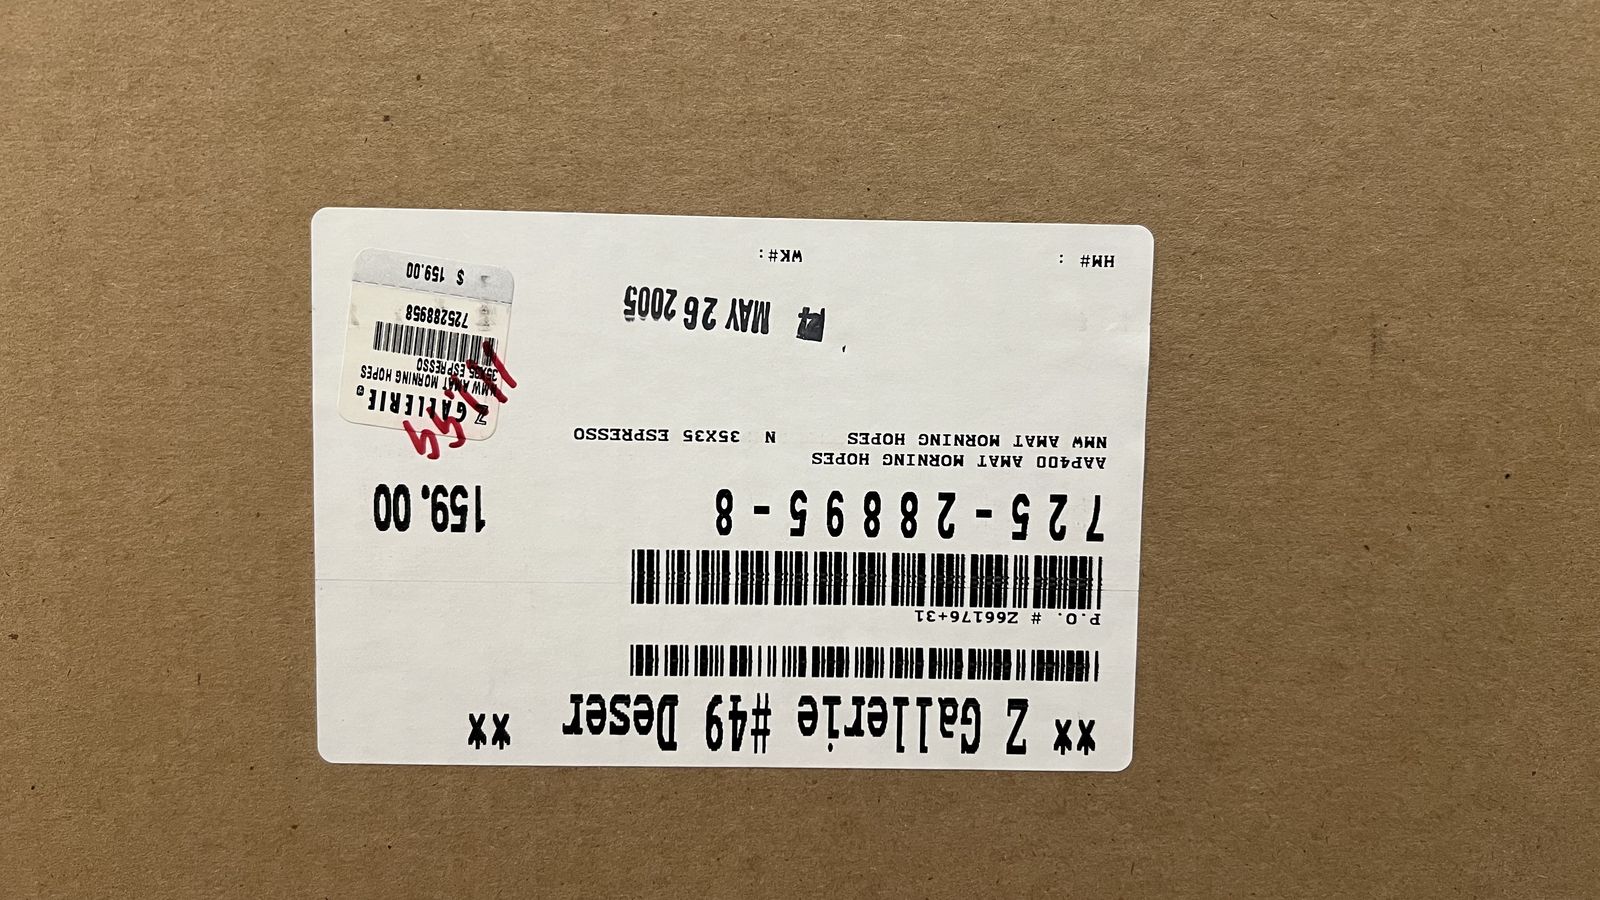 ** Z Gallerie #49 Deser **
P.O. # Z66176+31
725-28895-8 159.00
AAP400 AMAT MORNING HOPES
NMW AMAT MORNING HOPES N 35X35 ESPRESSO
Z GALLERIE®
NMW AMAT MORNING HOPES
35X35 ESPRESSO
725288958
$ 159.00
MAY 26 2005
HM# : WK#: